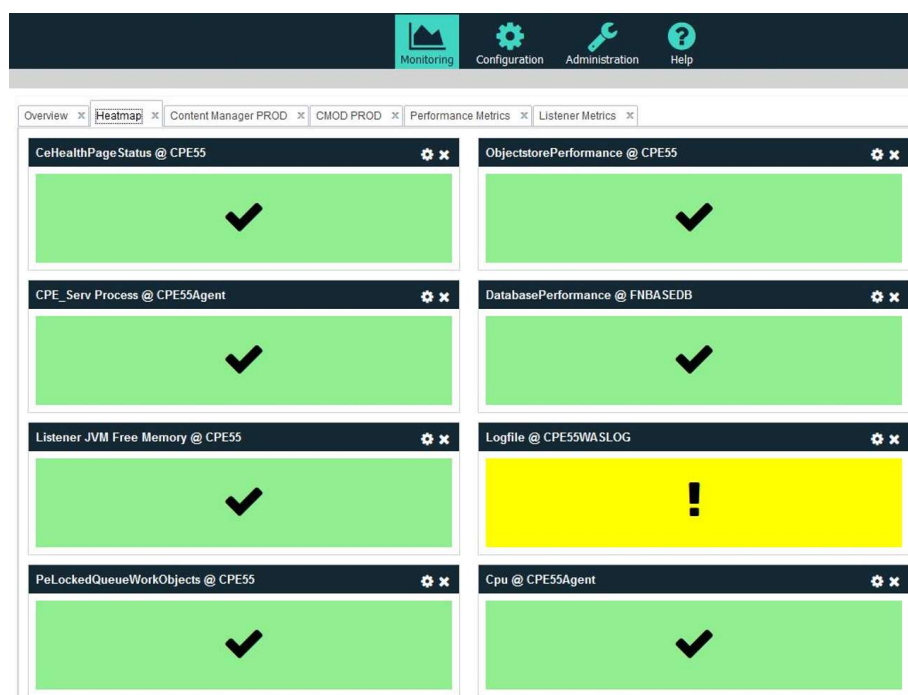 Monitoring Configuration Administration Help
Overview Heatmap Content Manager PROD CMOD PROD Performance Metrics Listener Metrics
CeHealthPageStatus @ CPE55 ObjectstorePerformance @ CPE55
CPE_Serv Process @ CPE55Agent DatabasePerformance @ FNBASEDB
Listener JVM Free Memory @ CPE55 Logfile @ CPE55WASLOG
!
PeLockedQueueWorkObjects @ CPE55 Cpu @ CPE55Agent